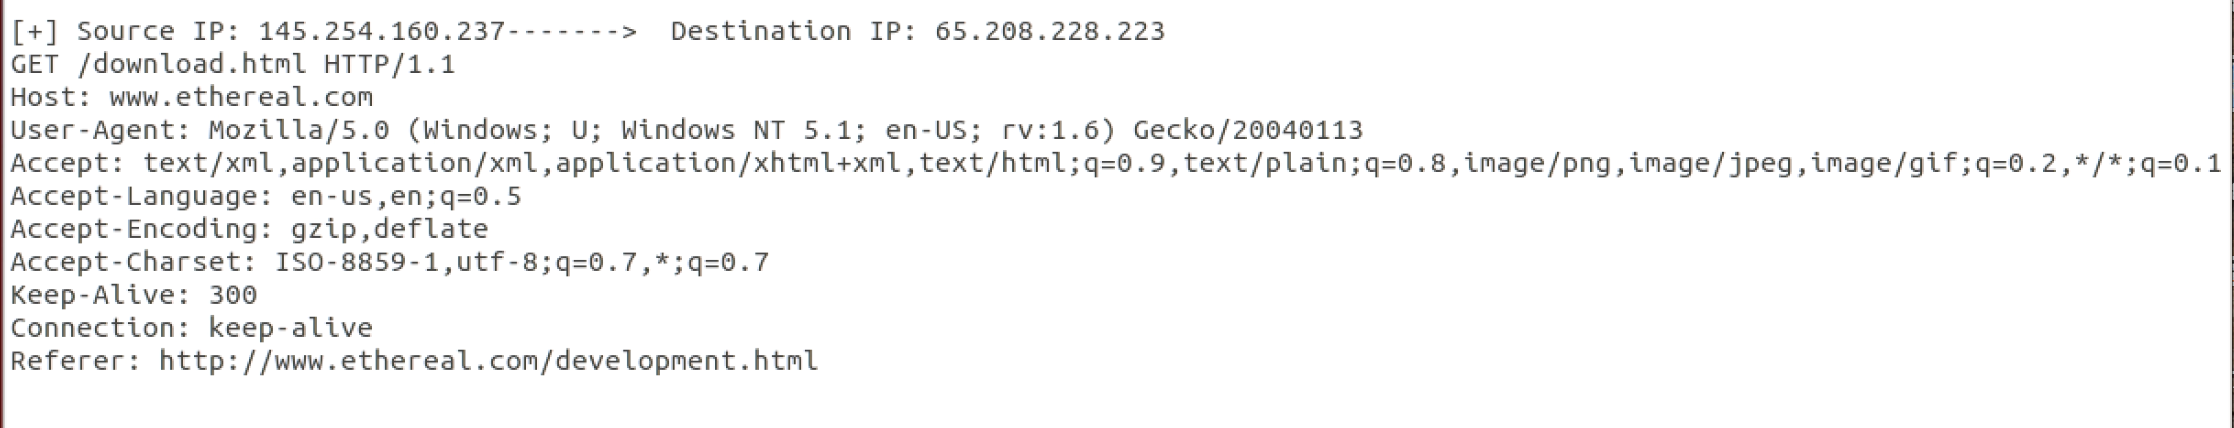 [+] Source IP: 145.254.160.237------->  Destination IP: 65.208.228.223
GET /download.html HTTP/1.1
Host: www.ethereal.com
User-Agent: Mozilla/5.0 (Windows; U; Windows NT 5.1; en-US; rv:1.6) Gecko/20040113
Accept: text/xml,application/xml,application/xhtml+xml,text/html;q=0.9,text/plain;q=0.8,image/png,image/jpeg,image/gif;q=0.2,*/*;q=0.1
Accept-Language: en-us,en;q=0.5
Accept-Encoding: gzip,deflate
Accept-Charset: ISO-8859-1,utf-8;q=0.7,*;q=0.7
Keep-Alive: 300
Connection: keep-alive
Referer: http://www.ethereal.com/development.html